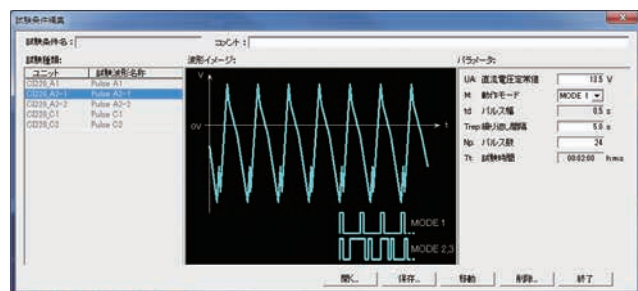 試験条件編集
試験条件名： コメント：
試験種類： 波形イメージ： パラメータ：
ユニット 試験波形名称
CI220_A1 Pulse A1
CI220_A2-1 Pulse A2-1
CI220_A2-2 Pulse A2-2
CI220_C1 Pulse C1
CI220_C2 Pulse C2
V
0V
t
MODE 1
MODE 2,3
UA 直流電圧定常値 13.5 V
M 動作モード MODE 1
td パルス幅 0.5 s
Trep 繰り返し間隔 5.0 s
Np パルス数 24
Tt 試験時間 00:02:00 h:m:s
開く... 保存... 移動 削除... 終了